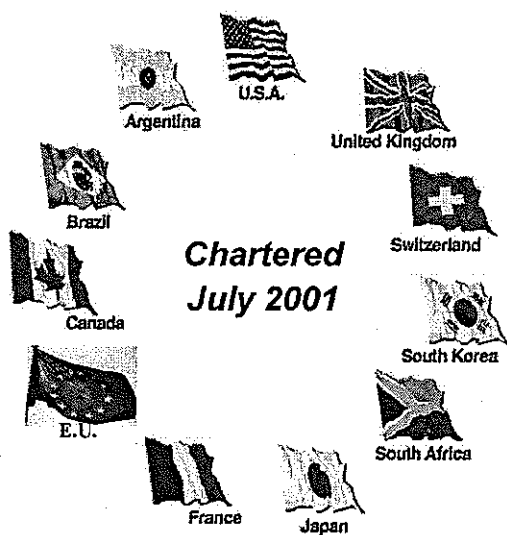 U.S.A.
Argentina
United Kingdom
Brazil
Switzerland
Chartered
July 2001
Canada
South Korea
E.U.
South Africa
France
Japan